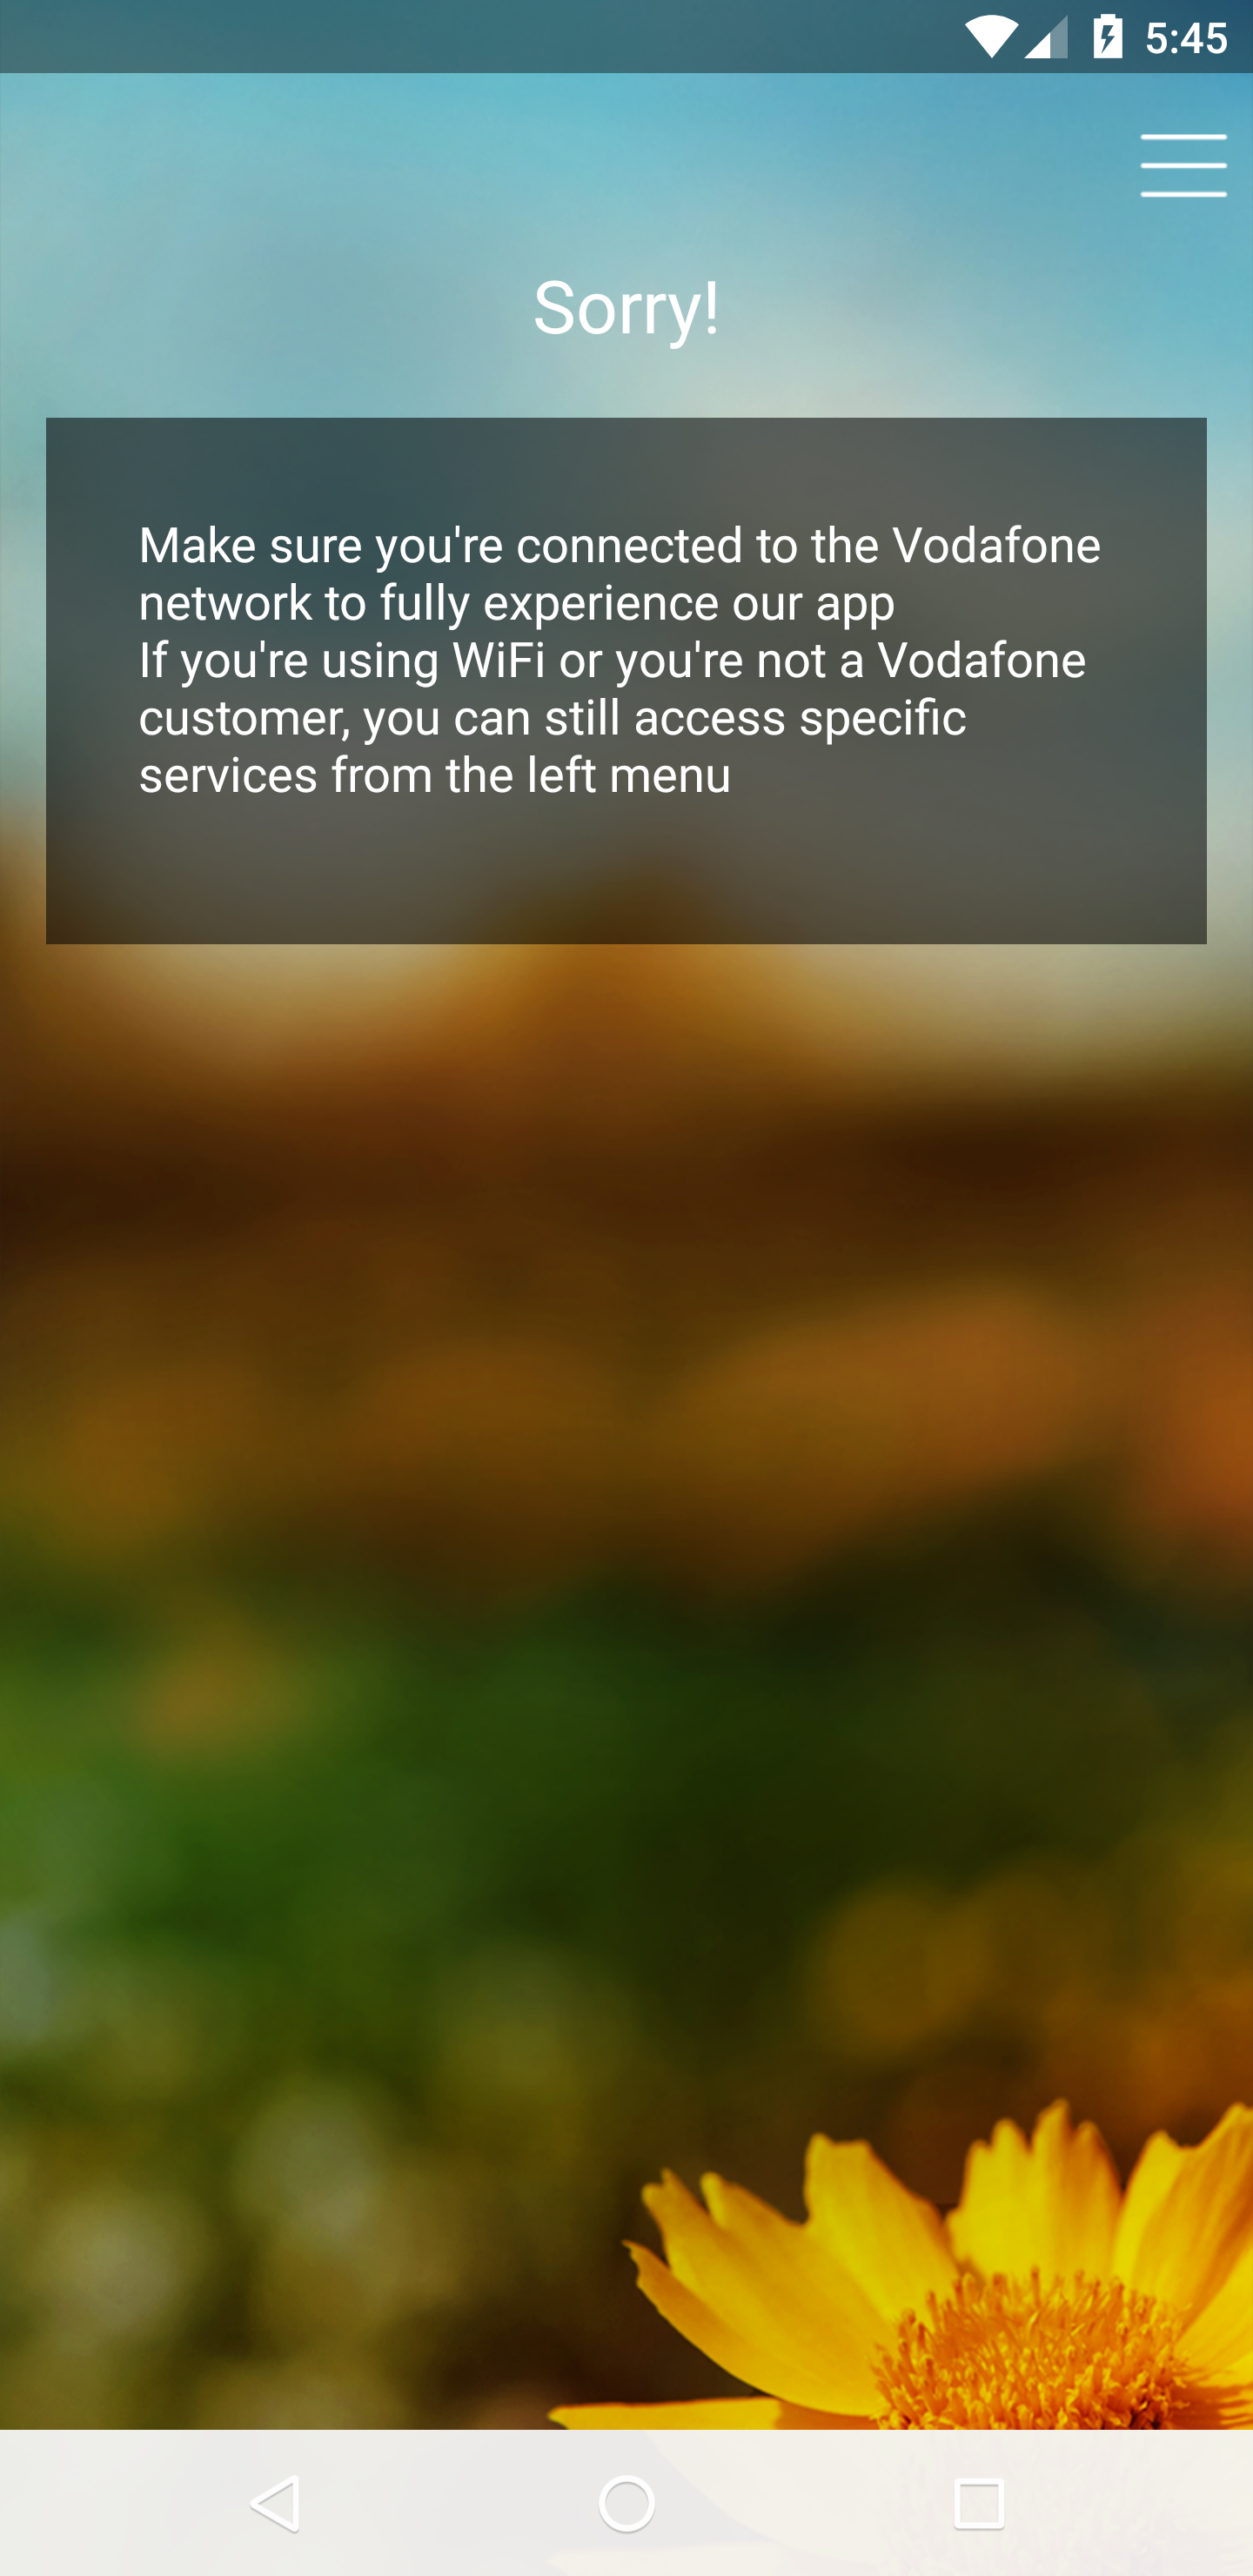 5:45
Sorry!
Make sure you're connected to the Vodafone
network to fully experience our app
If you're using WiFi or you're not a Vodafone
customer, you can still access specific
services from the left menu